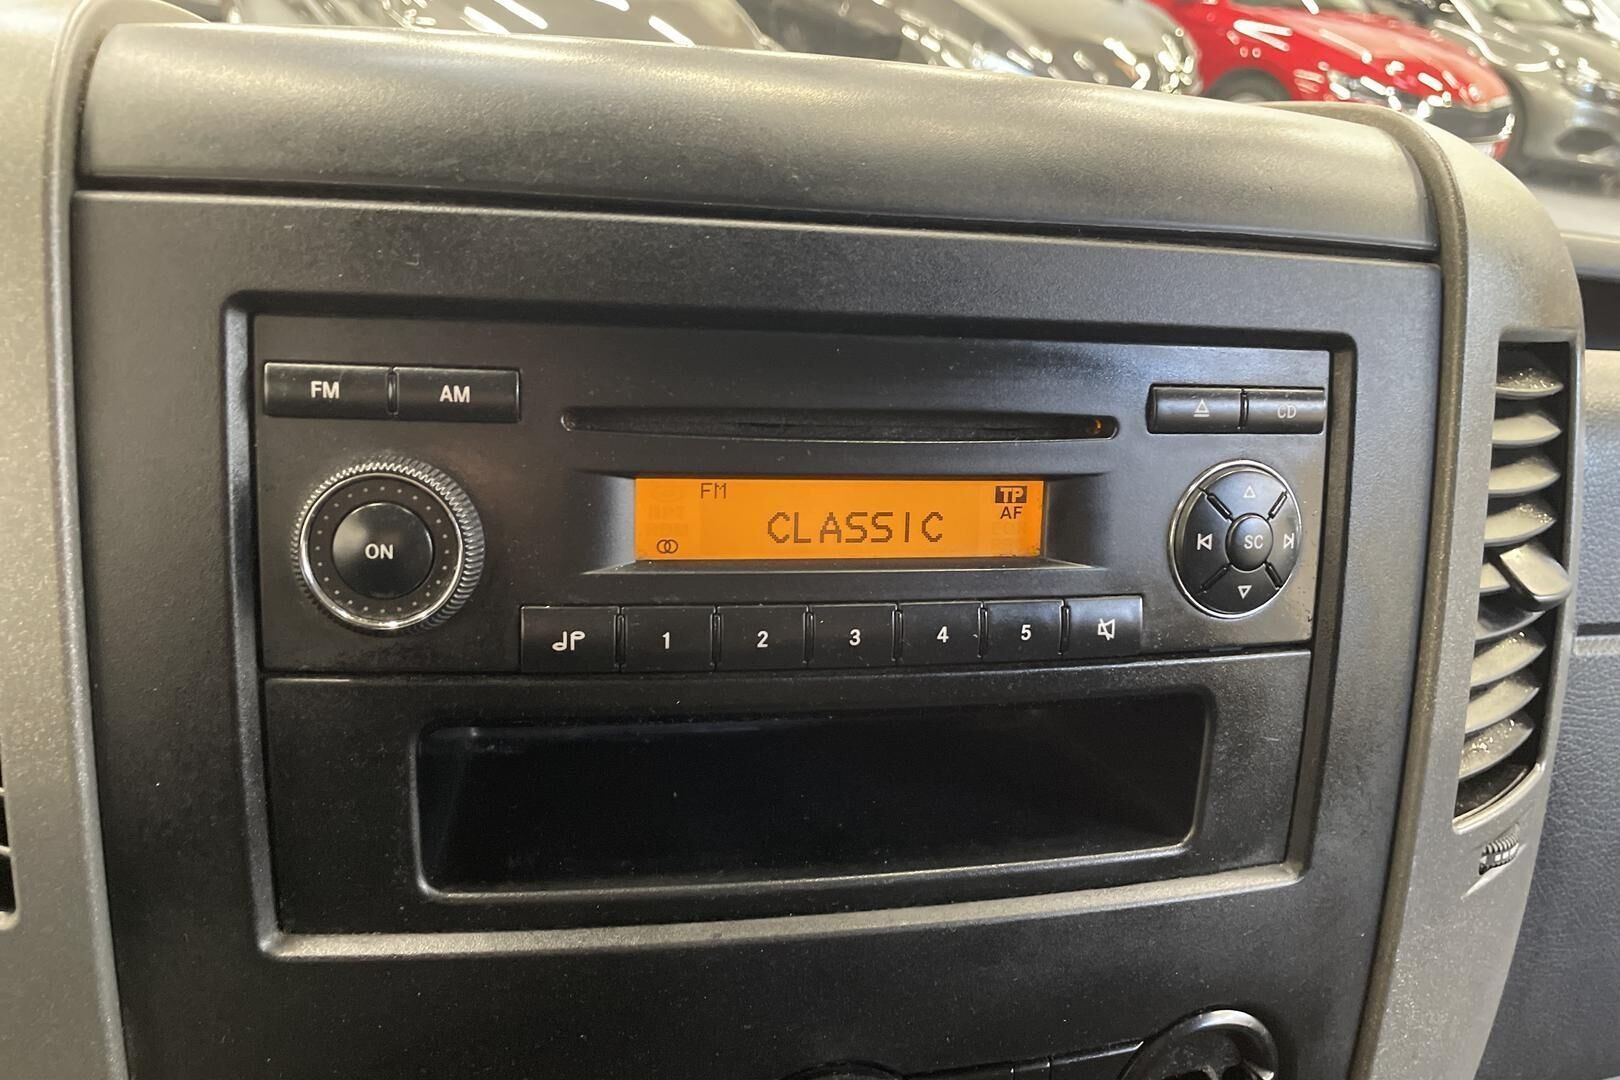 FM AM
CD
FM TP
AF
CLASSIC
ON
SC
1 2 3 4 5